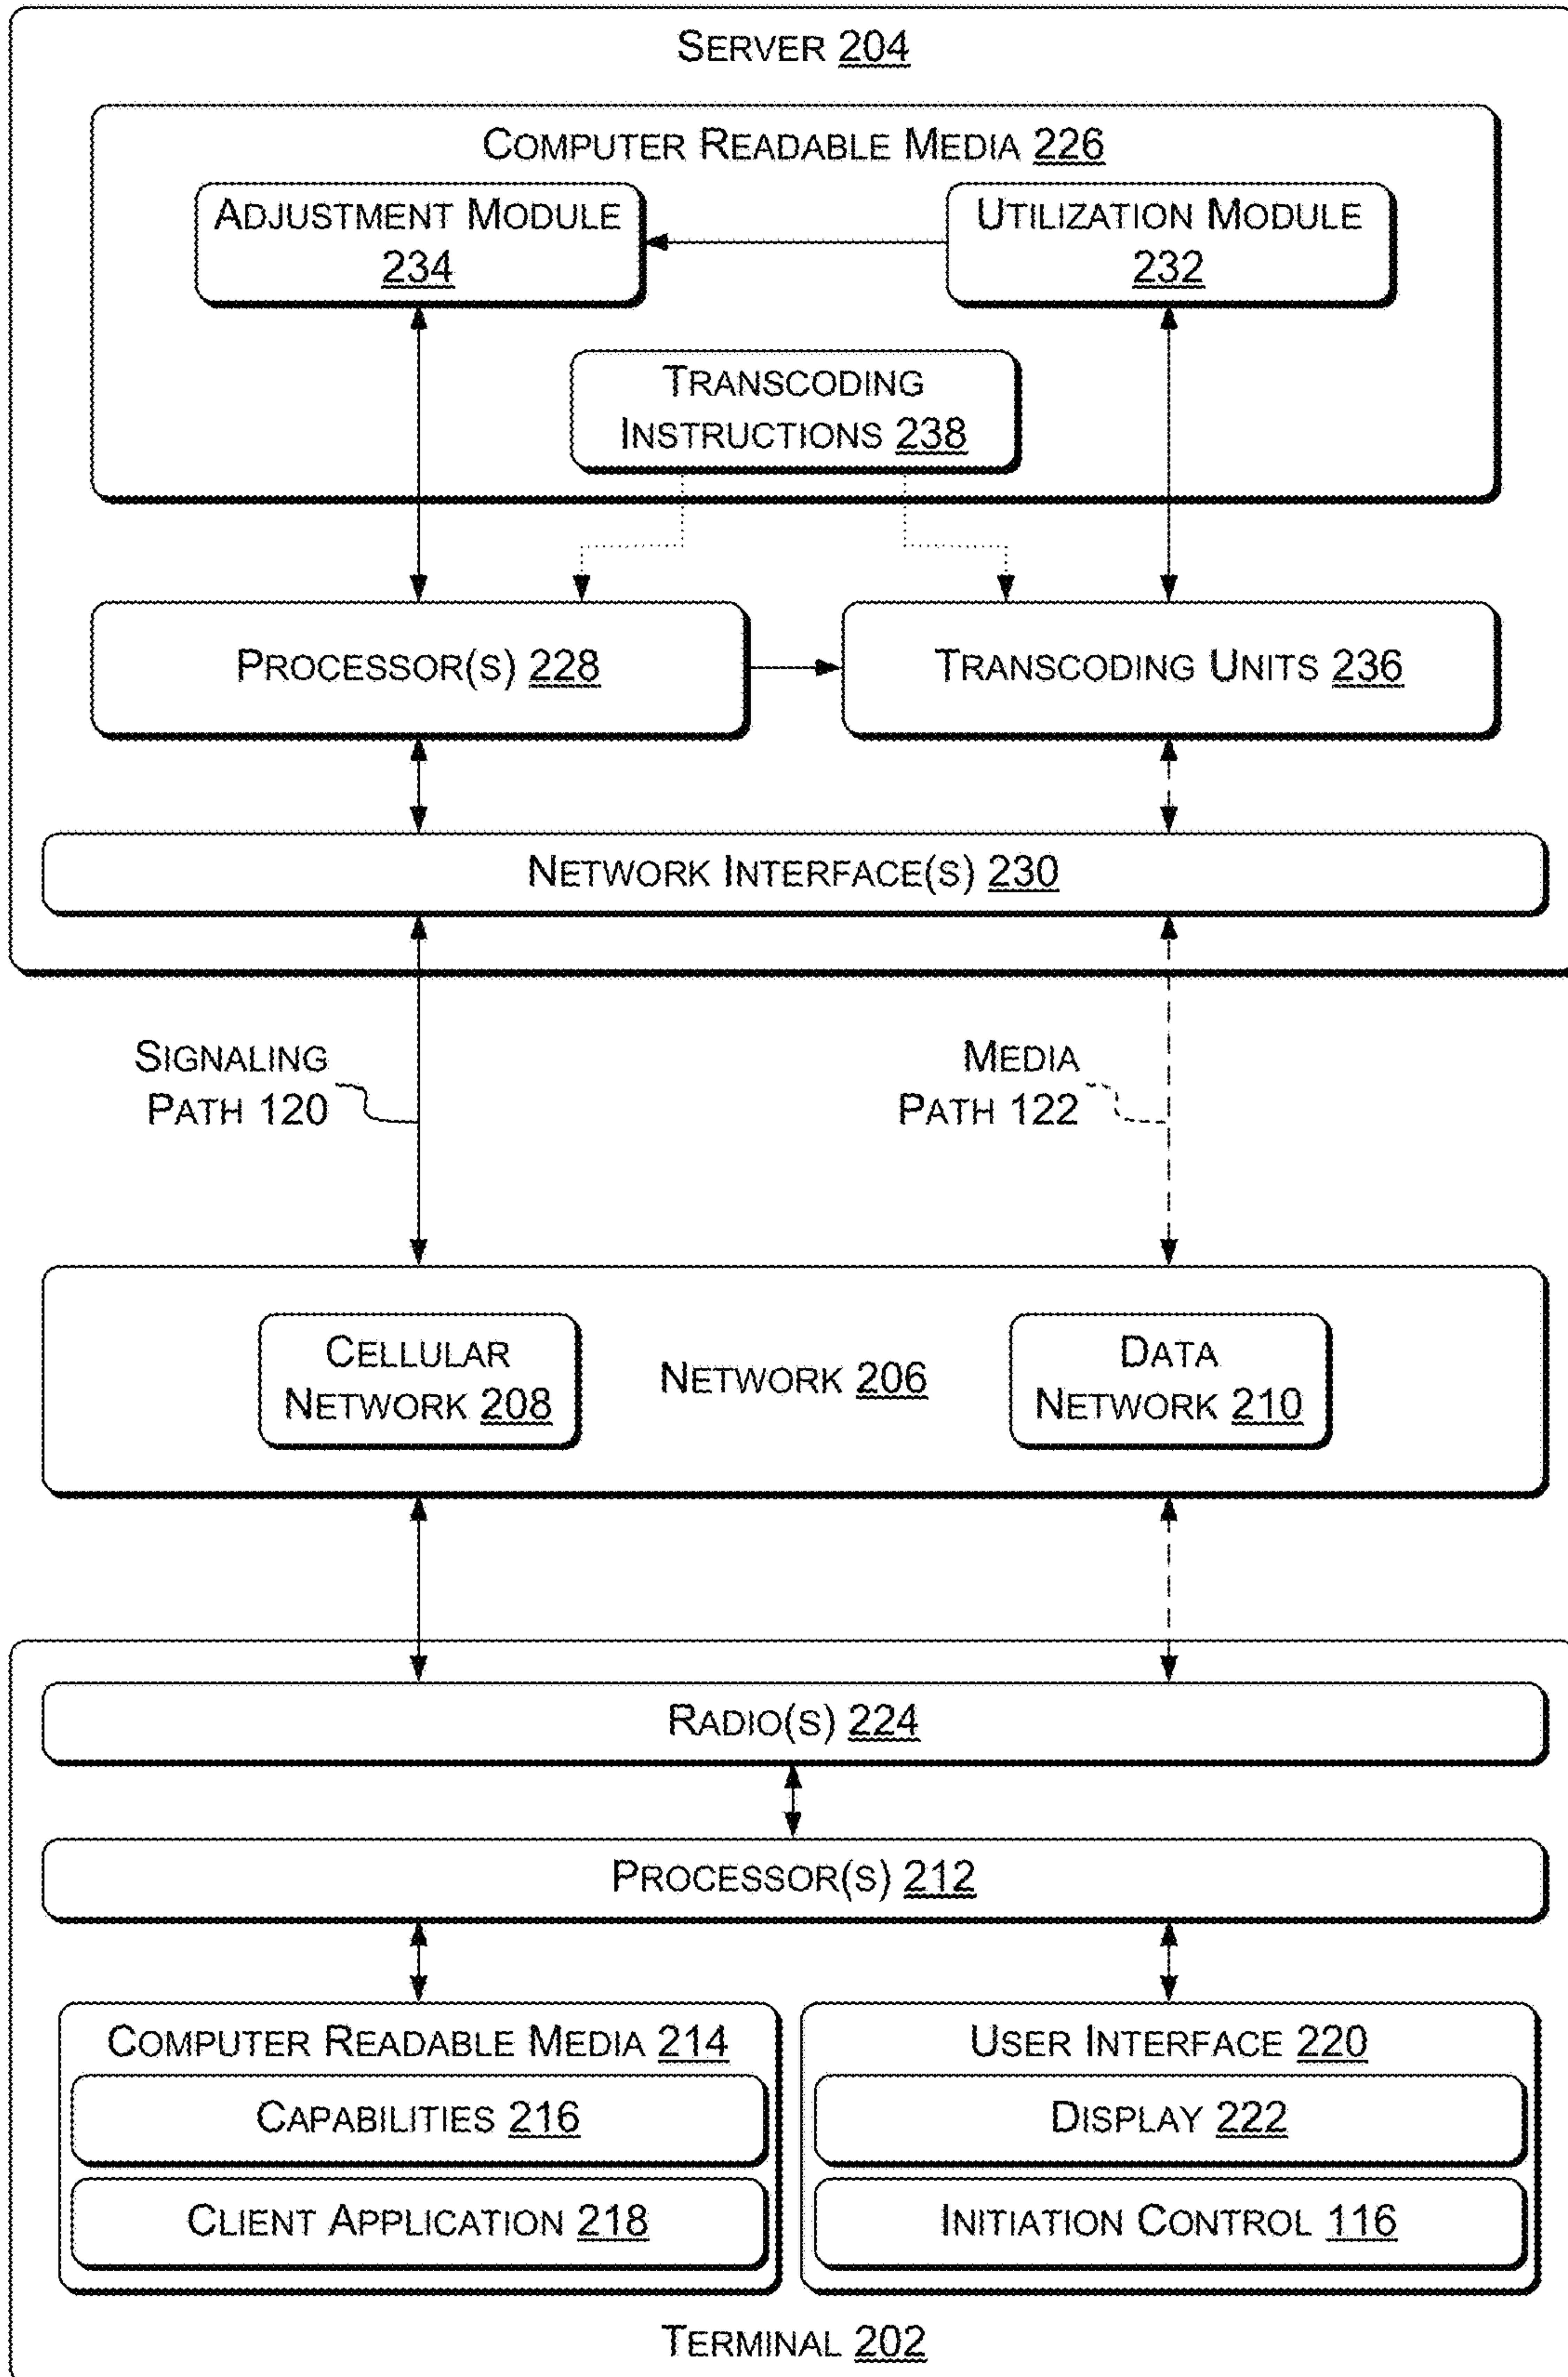 SERVER 204
COMPUTER READABLE MEDIA 226
ADJUSTMENT MODULE
234
UTILIZATION MODULE
232
TRANSCODING
INSTRUCTIONS 238
PROCESSOR(S) 228
TRANSCODING UNITS 236
NETWORK INTERFACE(S) 230
SIGNALING
PATH 120
MEDIA
PATH 122
CELLULAR
NETWORK 208
NETWORK 206
DATA
NETWORK 210
RADIO(S) 224
PROCESSOR(S) 212
COMPUTER READABLE MEDIA 214
CAPABILITIES 216
CLIENT APPLICATION 218
USER INTERFACE 220
DISPLAY 222
INITIATION CONTROL 116
TERMINAL 202